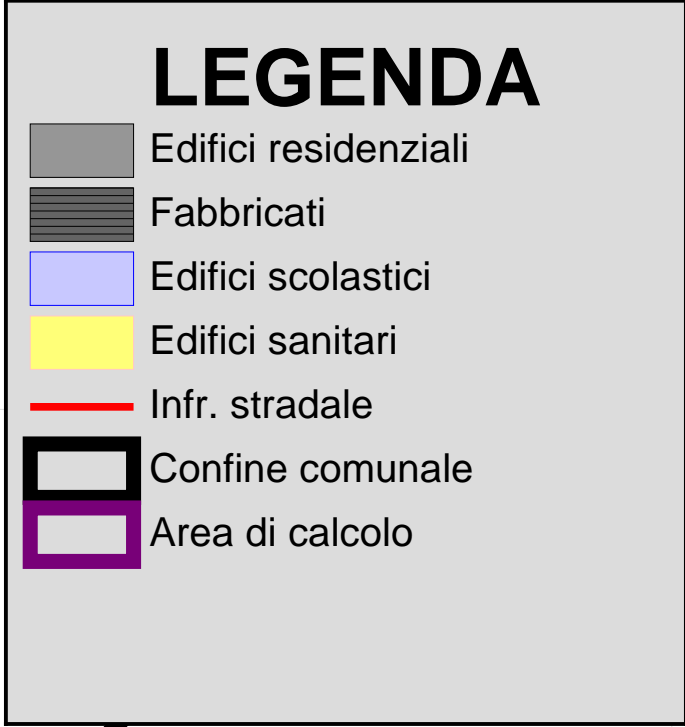 LEGENDA
Edifici residenziali
Fabbricati
Edifici scolastici
Edifici sanitari
Infr. stradale
Confine comunale
Area di calcolo